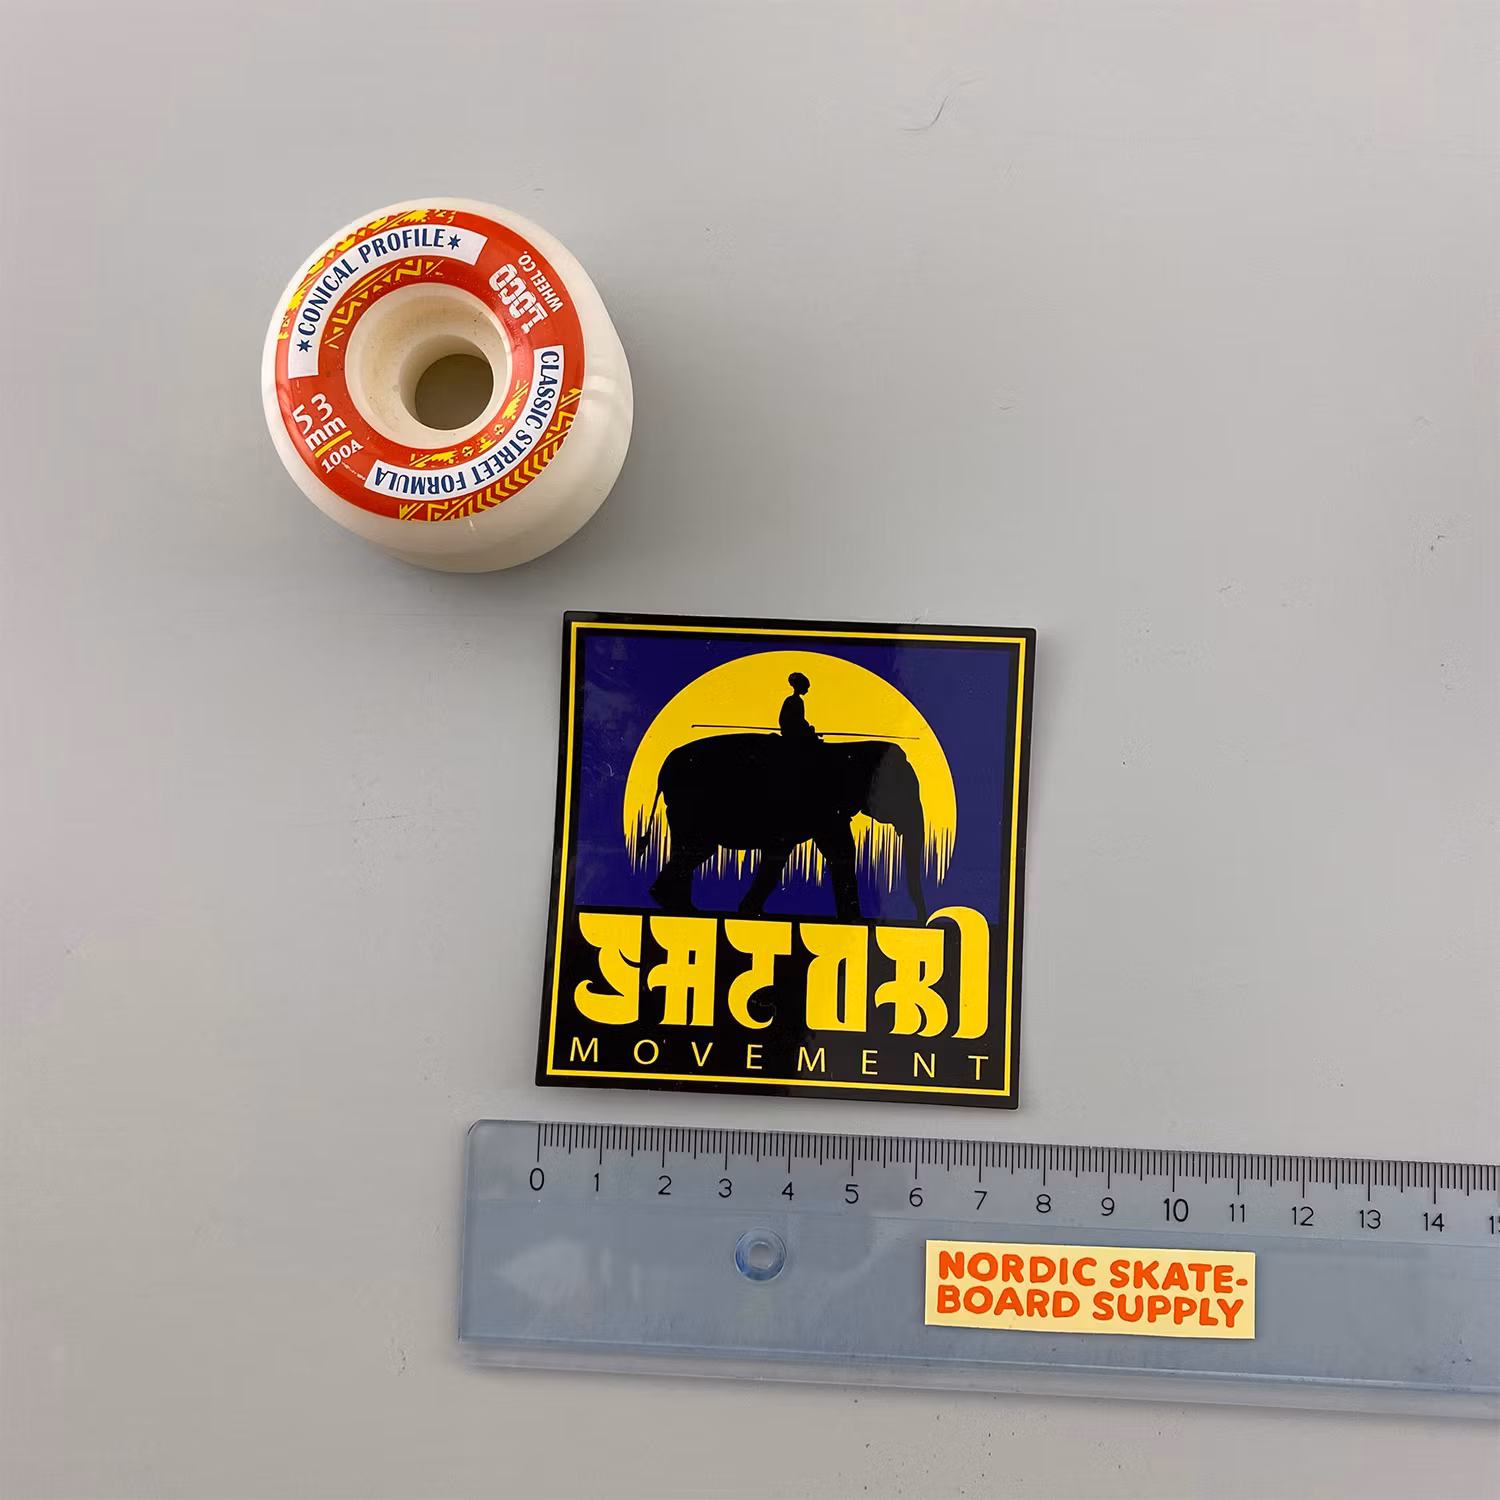 ★CONICAL PROFILE★
LOCO
WHEEL CO.
CLASSIC STREET FORMULA
53
mm
100A
SATORI
MOVEMENT
0 1 2 3 4 5 6 7 8 9 10 11 12 13 14
NORDIC SKATE-
BOARD SUPPLY